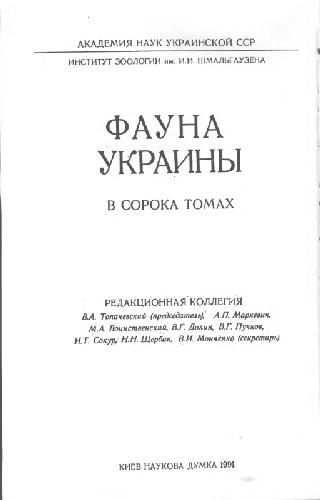 АКАДЕМИЯ НАУК УКРАИНСКОЙ ССР
ИНСТИТУТ ЗООЛОГИИ им. И.И. ШМАЛЬГАУЗЕНА
ФАУНА
УКРАИНЫ
В СОРОКА ТОМАХ
РЕДАКЦИОННАЯ КОЛЛЕГИЯ
В.А. Топачевский (председатель), А.П. Маркевич,
М.А. Воинственский, В.Г. Долин, В.Г. Пучков,
И.Т. Сокур, Н.Н. Щербак, В.И. Монченко (секретарь)
КИЕВ НАУКОВА ДУМКА 1991